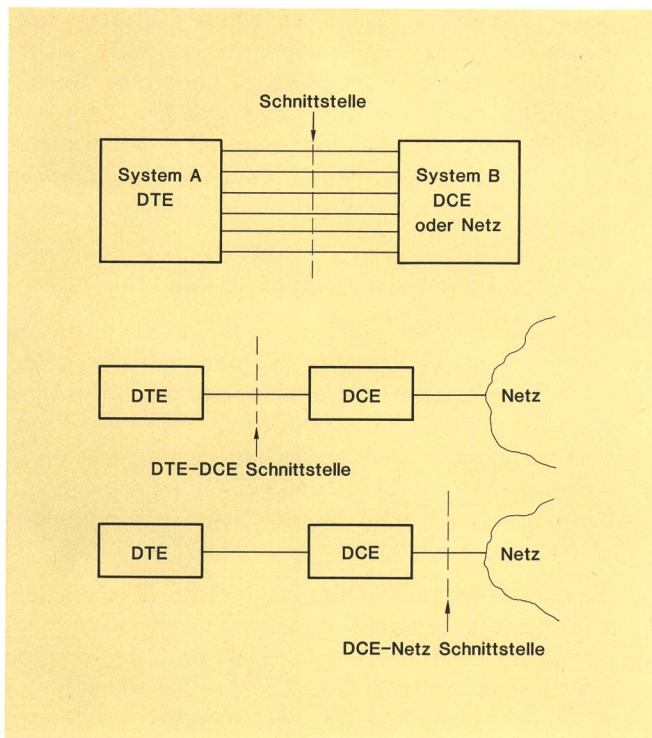 Schnittstelle
System A
DTE
System B
DCE
oder Netz
DTE
DCE
Netz
DTE-DCE Schnittstelle
DTE
DCE
Netz
DCE-Netz Schnittstelle